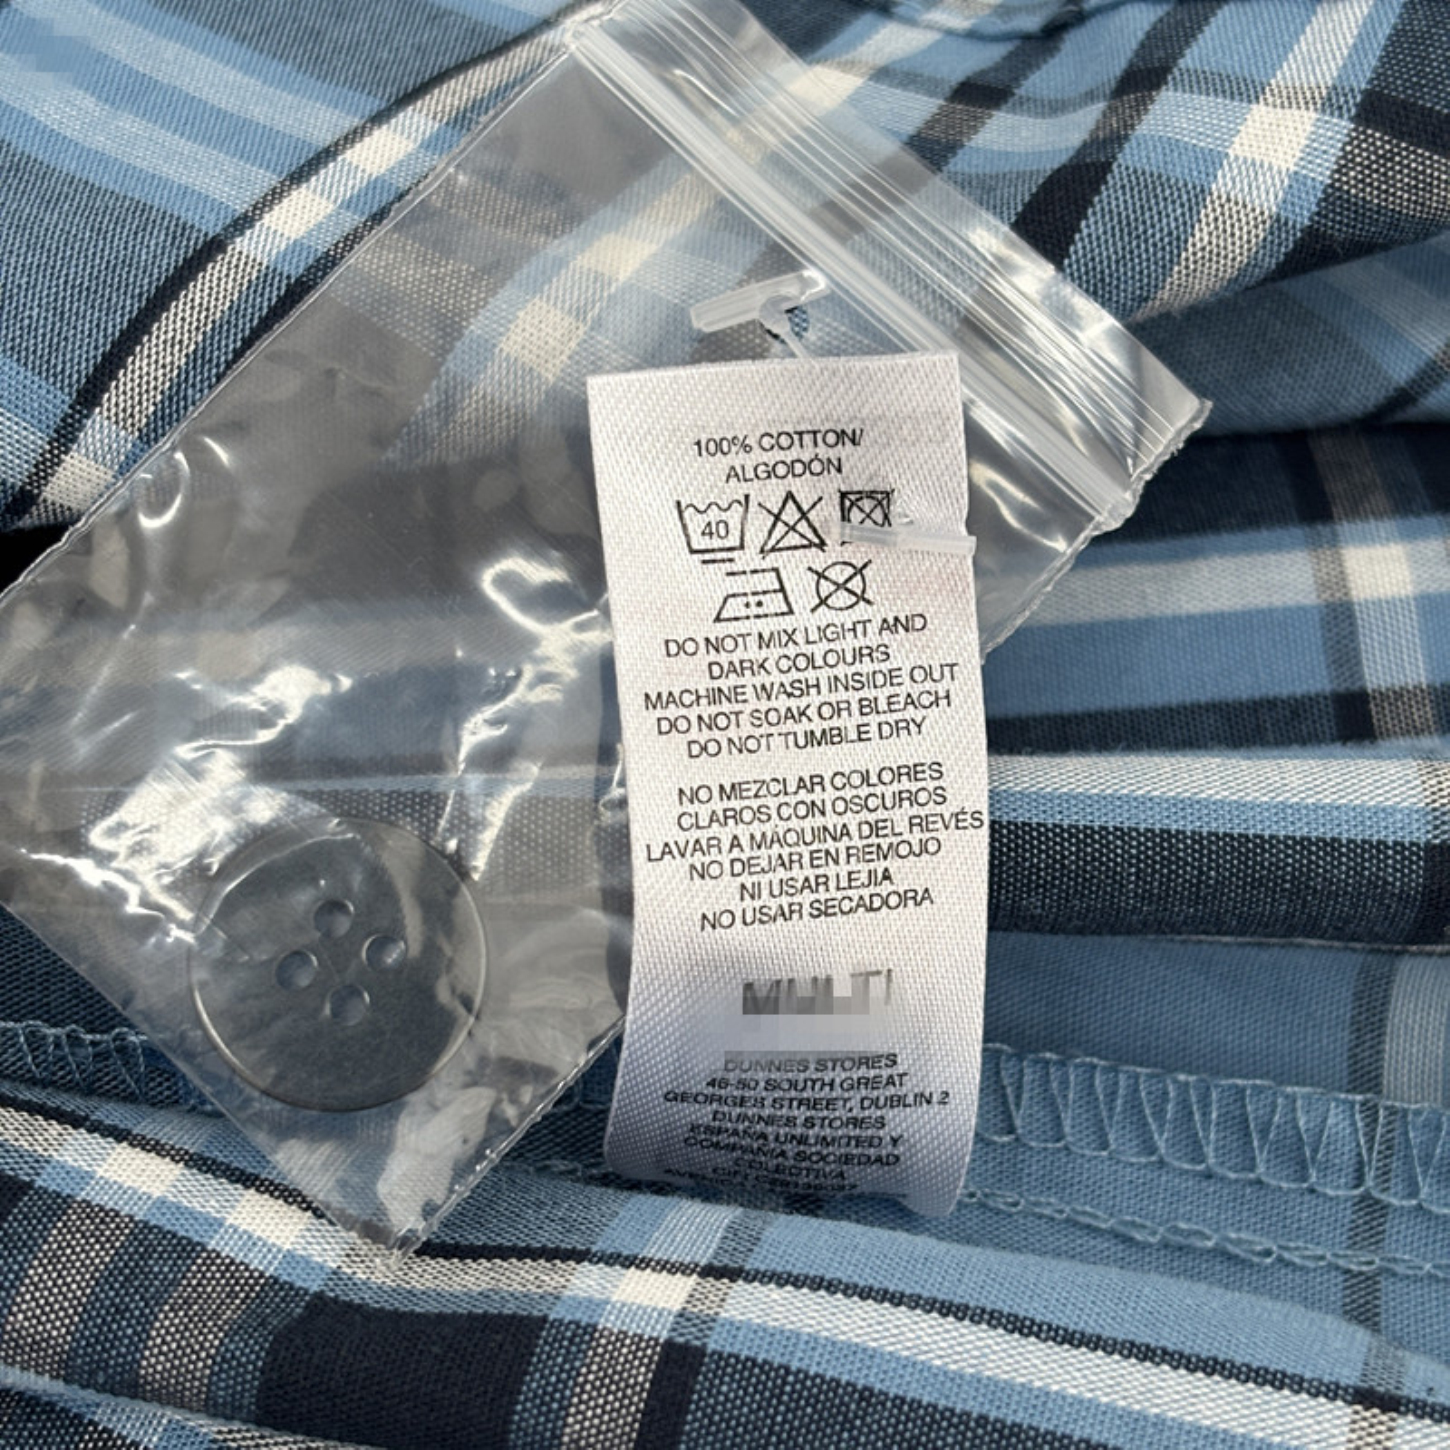 100% COTTON/
ALGODÓN
40
DO NOT MIX LIGHT AND
DARK COLOURS
MACHINE WASH INSIDE OUT
DO NOT SOAK OR BLEACH
DO NOT TUMBLE DRY
NO MEZCLAR COLORES
CLAROS CON OSCUROS
LAVAR A MÁQUINA DEL REVÉS
NO DEJAR EN REMOJO
NI USAR LEJIA
NO USAR SECADORA
MULTI
DUNNES STORES
46-50 SOUTH GREAT
GEORGES STREET, DUBLIN 2
DUNNES STORES
ESPAÑA UNLIMITED Y
COMPAÑIA SOCIEDAD
COLECTIVA